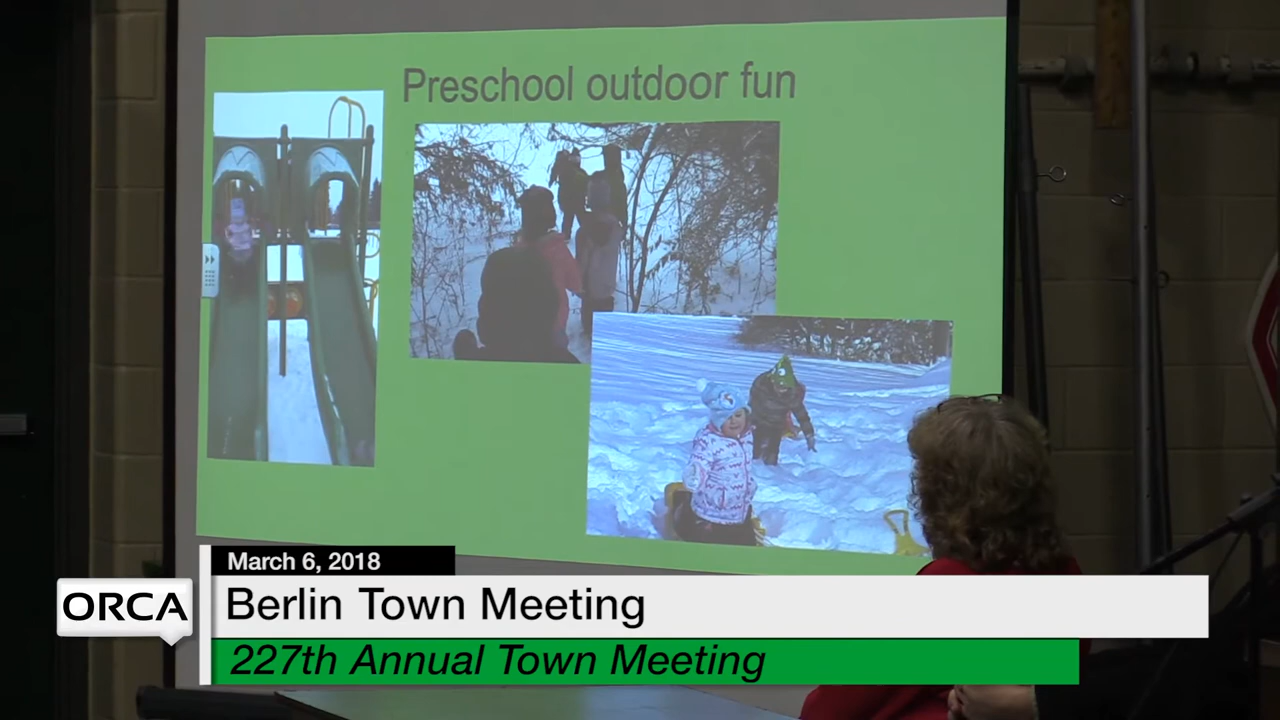 Preschool outdoor fun
March 6, 2018
ORCA
Berlin Town Meeting
227th Annual Town Meeting